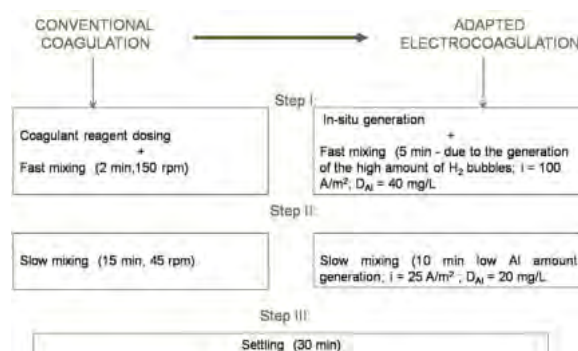 CONVENTIONAL
COAGULATION
ADAPTED
ELECTROCOAGULATION
Step I:
Coagulant reagent dosing
+
Fast mixing (2 min,150 rpm)
In-situ generation
+
Fast mixing (5 min - due to the generation
of the high amount of H₂ bubbles; i = 100
A/m²; D_Al = 40 mg/L
Step II:
Slow mixing (15 min, 45 rpm)
Slow mixing (10 min low Al amount
generation; i = 25 A/m² ; D_Al = 20 mg/L
Step III:
Settling (30 min)